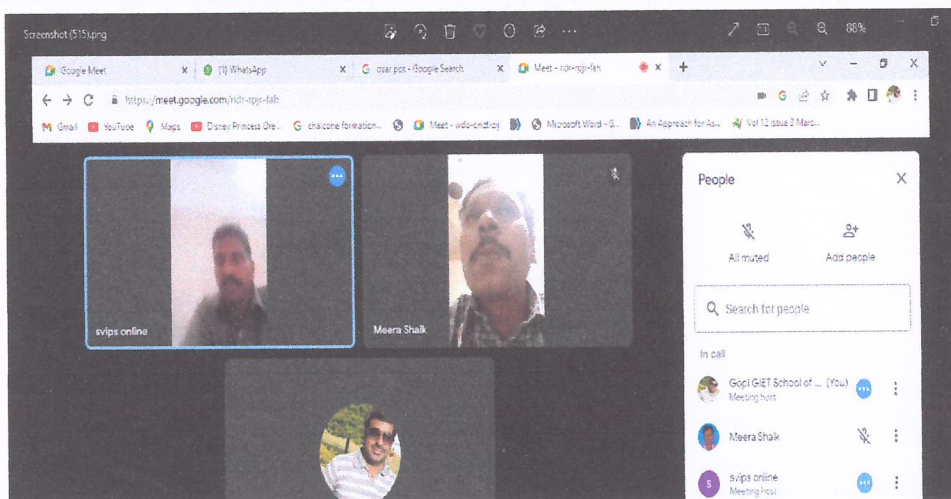 Screenshot (515).png
88%
Google Meet
(1) WhatsApp
Google Search
Meet - ndr-rpjr-fah
https://meet.google.com/ndr-rpjr-fah
Gmail
YouTube
Maps
Disney Princess Dre...
chalcone formation...
Microsoft Word - 
An Approach for As...
Vol 12 issue 3 Marc...
svips online
Meera Shaik
People
All muted
Add people
Search for people
In call
Gopi GIET School of ... (You)
Meeting host
Meera Shaik
S
svips online
Meeting host